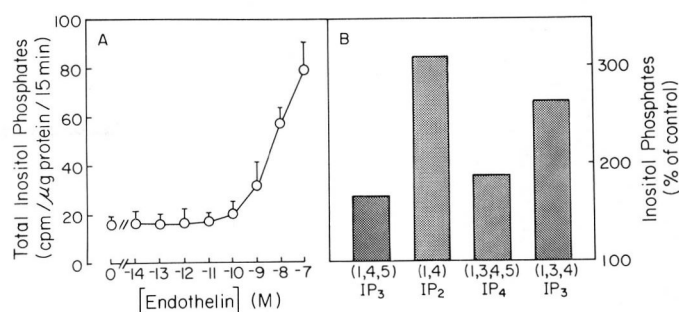 A
Total Inositol Phosphates
(cpm/μg protein/15min)
100
80
60
40
20
0
0 -14 -13 -12 -11 -10 -9 -8 -7
[Endothelin] (M)
B
300
200
100
Inositol Phosphates
(% of control)
(1,4,5) (1,4) (1,3,4,5) (1,3,4)
IP₃ IP₂ IP₄ IP₃